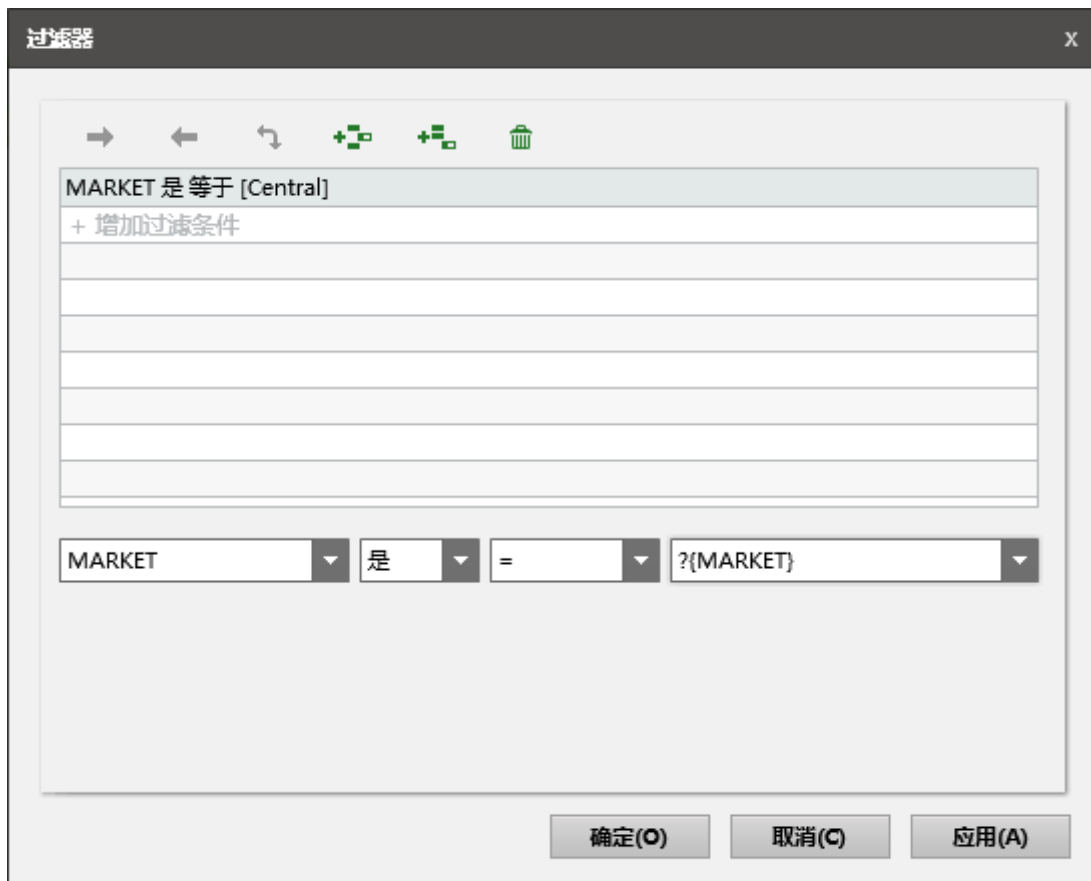 过滤器
x
MARKET 是 等于 [Central]
+ 增加过滤条件
MARKET 是 = ?{MARKET}
确定(O) 取消(C) 应用(A)